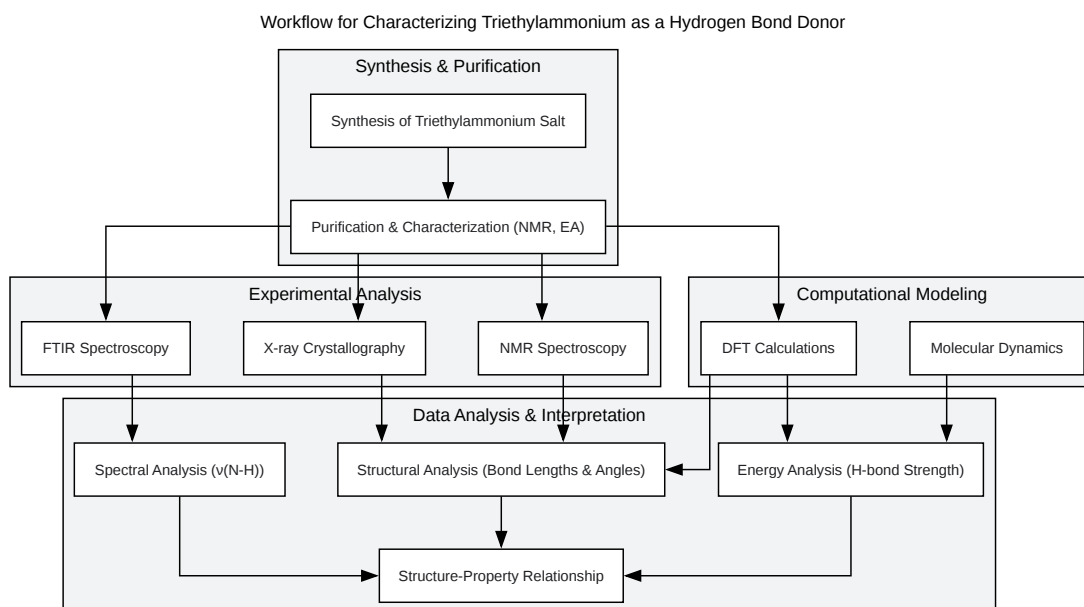 Workflow for Characterizing Triethylammonium as a Hydrogen Bond Donor
Synthesis & Purification
Synthesis of Triethylammonium Salt
Purification & Characterization (NMR, EA)
Experimental Analysis
Computational Modeling
FTIR Spectroscopy
X-ray Crystallography
NMR Spectroscopy
DFT Calculations
Molecular Dynamics
Data Analysis & Interpretation
Spectral Analysis (ν(N-H))
Structural Analysis (Bond Lengths & Angles)
Energy Analysis (H-bond Strength)
Structure-Property Relationship